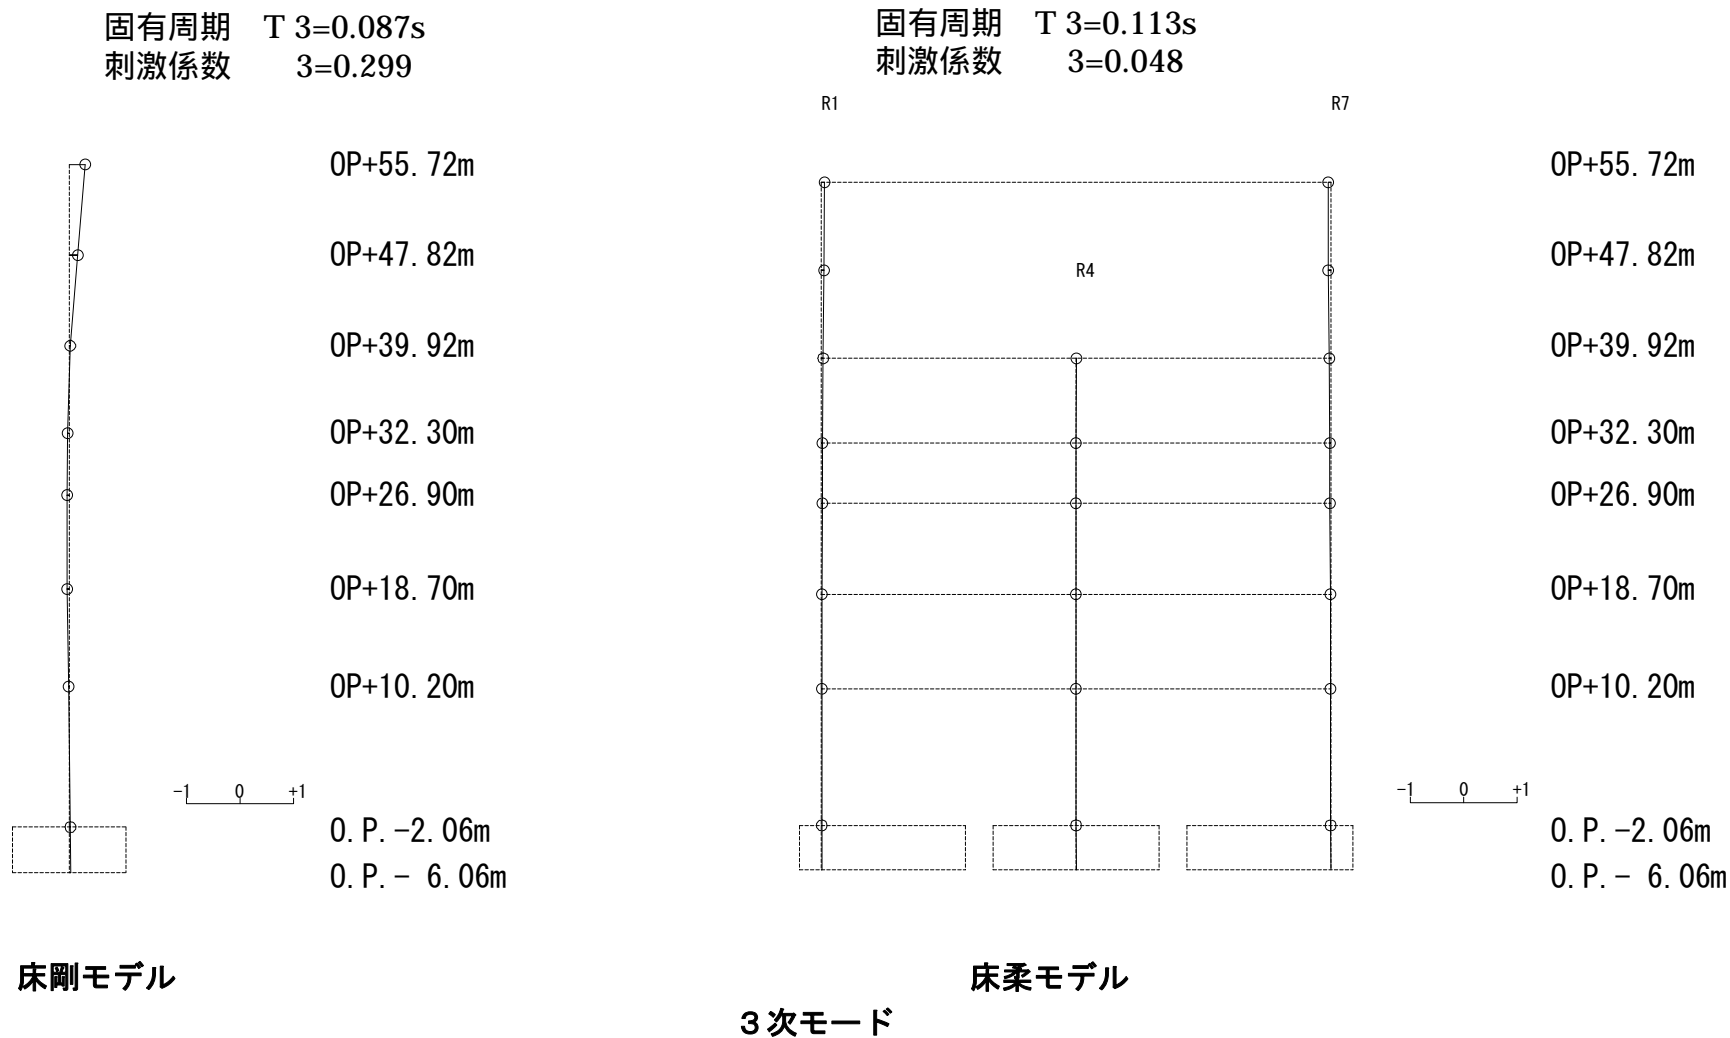 固有周期 T 3=0.087s
刺激係数 3=0.299
OP+55.72m
OP+47.82m
OP+39.92m
OP+32.30m
OP+26.90m
OP+18.70m
OP+10.20m
-1 0 +1
O.P.-2.06m
O.P.- 6.06m
床剛モデル
固有周期 T 3=0.113s
刺激係数 3=0.048
R1 R7
R4
OP+55.72m
OP+47.82m
OP+39.92m
OP+32.30m
OP+26.90m
OP+18.70m
OP+10.20m
-1 0 +1
O.P.-2.06m
O.P.- 6.06m
床柔モデル
3次モード